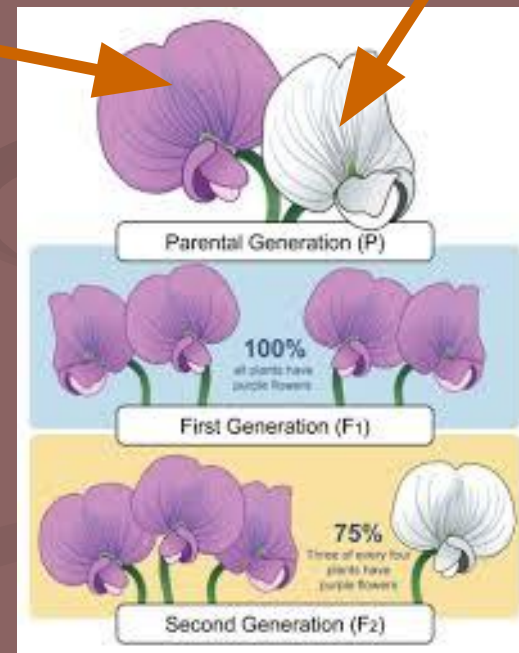 Parental Generation (P)
100%
all plants have
purple flowers
First Generation (F1)
75%
Three of every four
plants have
purple flowers
Second Generation (F2)